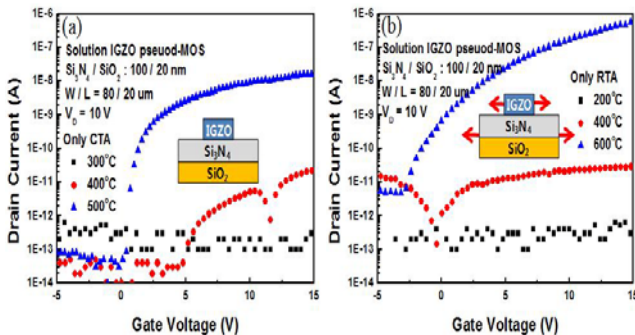 (a)
Solution IGZO pseuod-MOS
Si3N4 / SiO2 : 100 / 20 nm
W / L = 80 / 20 um
VD = 10 V
Only CTA
300°C
400°C
500°C
IGZO
Si3N4
SiO2
1E-6
1E-7
1E-8
1E-9
1E-10
1E-11
1E-12
1E-13
1E-14
Drain Current (A)
-5
0
5
10
15
Gate Voltage (V)
(b)
Solution IGZO pseuod-MOS
Si3N4 / SiO2 : 100 / 20 nm
W / L = 80 / 20 um
VD = 10 V
Only RTA
200°C
400°C
600°C
IGZO
Si3N4
SiO2
1E-6
1E-7
1E-8
1E-9
1E-10
1E-11
1E-12
1E-13
1E-14
Drain Current (A)
-5
0
5
10
15
Gate Voltage (V)